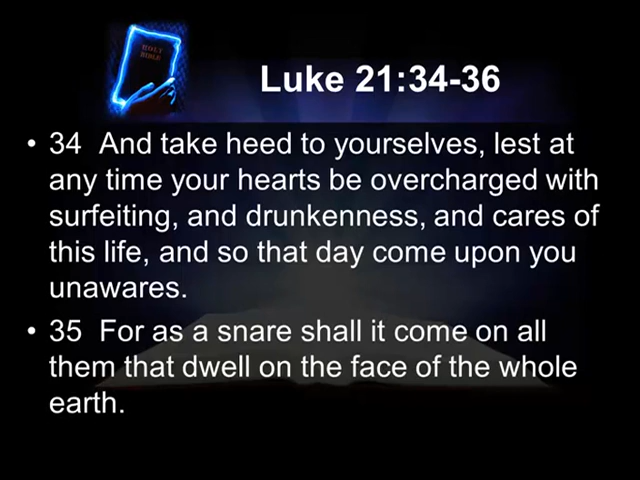 HOLY
BIBLE
Luke 21:34-36
• 34 And take heed to yourselves, lest at
any time your hearts be overcharged with
surfeiting, and drunkenness, and cares of
this life, and so that day come upon you
unawares.
• 35 For as a snare shall it come on all
them that dwell on the face of the whole
earth.